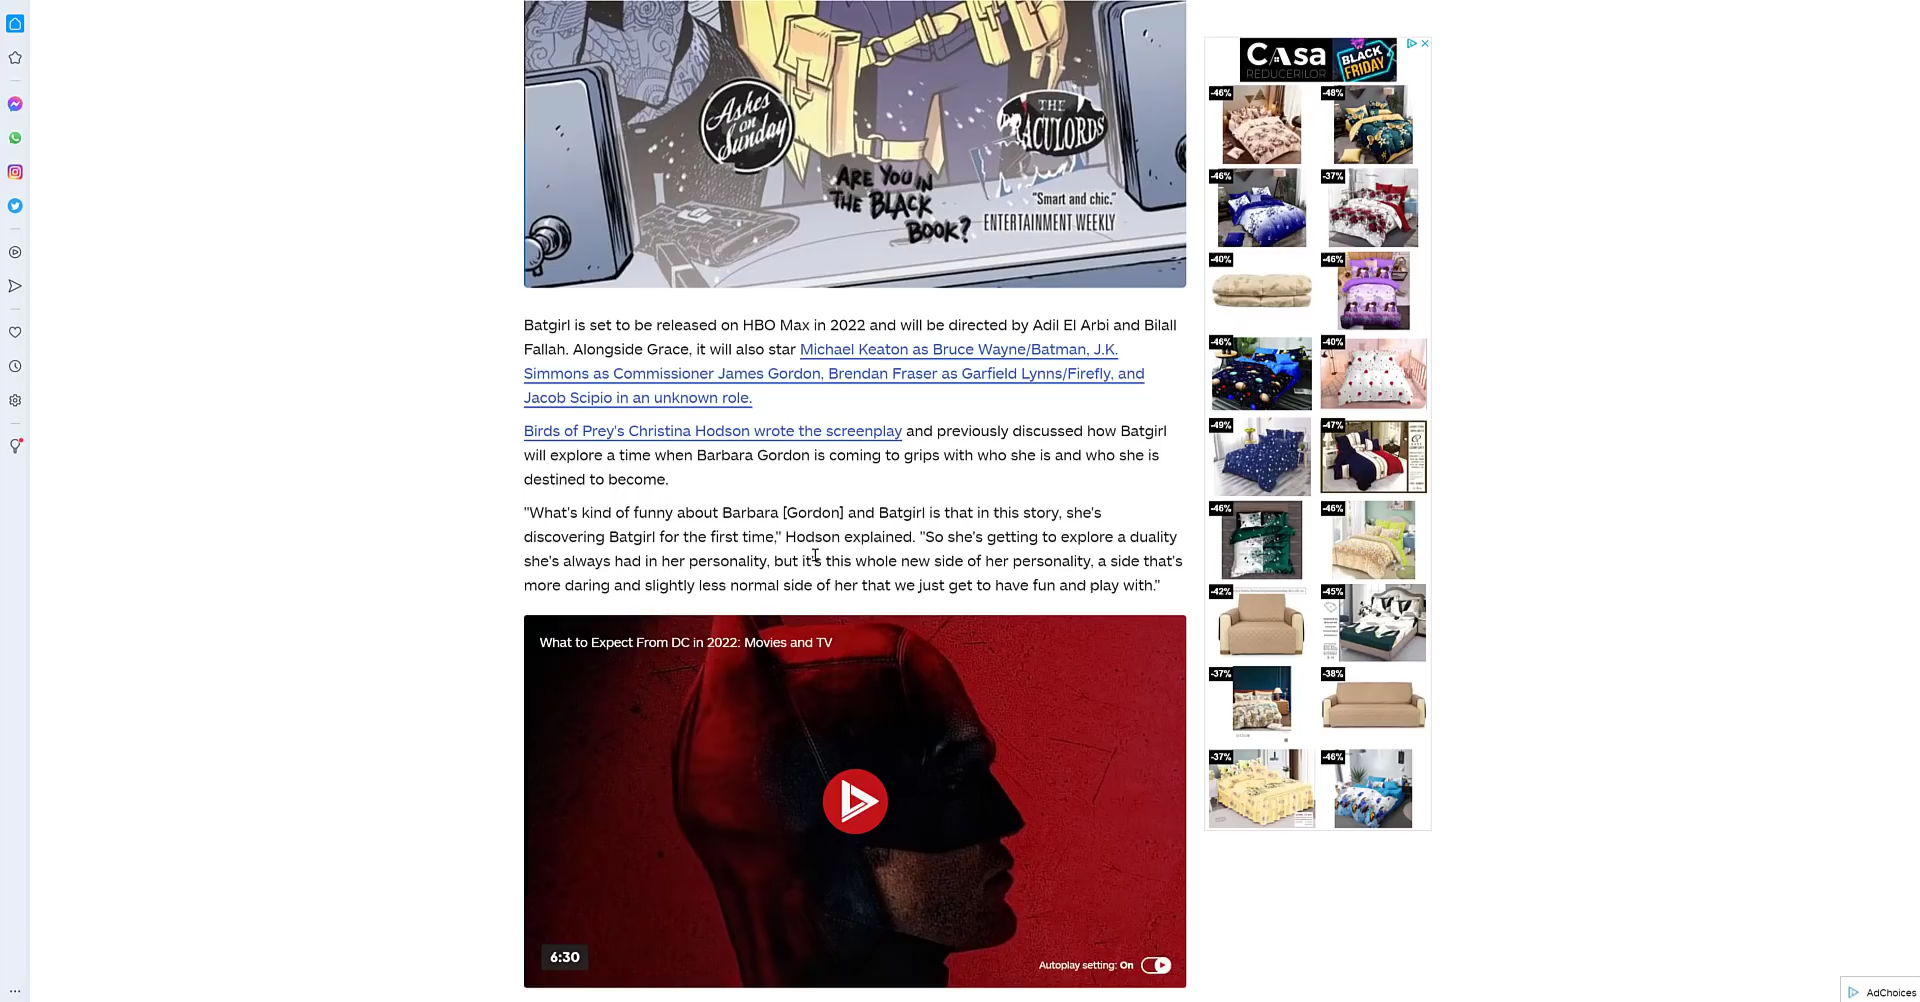 Ashes
on
Sunday
THE
DRACULORDS
ARE YOU IN
THE BLACK
BOOK?
"Smart and chic."
ENTERTAINMENT WEEKLY
Batgirl is set to be released on HBO Max in 2022 and will be directed by Adil El Arbi and Bilall
Fallah. Alongside Grace, it will also star Michael Keaton as Bruce Wayne/Batman, J.K.
Simmons as Commissioner James Gordon, Brendan Fraser as Garfield Lynns/Firefly, and
Jacob Scipio in an unknown role.
Birds of Prey's Christina Hodson wrote the screenplay and previously discussed how Batgirl
will explore a time when Barbara Gordon is coming to grips with who she is and who she is
destined to become.
"What's kind of funny about Barbara [Gordon] and Batgirl is that in this story, she's
discovering Batgirl for the first time," Hodson explained. "So she's getting to explore a duality
she's always had in her personality, but it's this whole new side of her personality, a side that's
more daring and slightly less normal side of her that we just get to have fun and play with."
What to Expect From DC in 2022: Movies and TV
6:30
Autoplay setting: On
CAsa
REDUCERILOR
BLACK
FRIDAY
-46% -48%
-46% -37%
-40% -46%
-46% -40%
-49% -47%
-46% -46%
-42% -45%
-37% -38%
-37% -46%
AdChoices